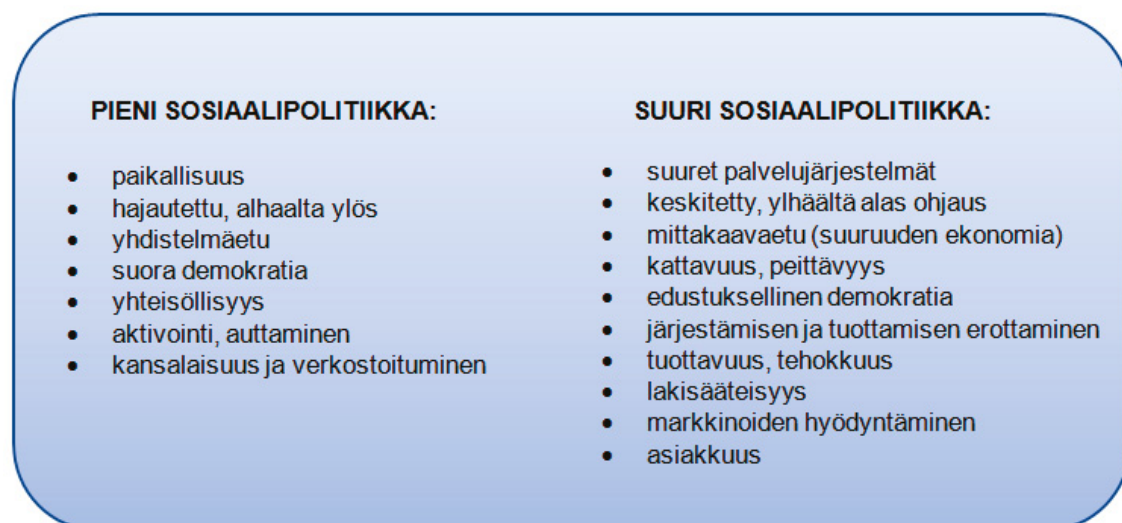 PIENI SOSIAALIPOLITIIKKA:
• paikallisuus
• hajautettu, alhaalta ylös
• yhdistelmäetu
• suora demokratia
• yhteisöllisyys
• aktivointi, auttaminen
• kansalaisuus ja verkostoituminen
SUURI SOSIAALIPOLITIIKKA:
• suuret palvelujärjestelmät
• keskitetty, ylhäältä alas ohjaus
• mittakaavaetu (suuruuden ekonomia)
• kattavuus, peittävyys
• edustuksellinen demokratia
• järjestämisen ja tuottamisen erottaminen
• tuottavuus, tehokkuus
• lakisääteisyys
• markkinoiden hyödyntäminen
• asiakkuus